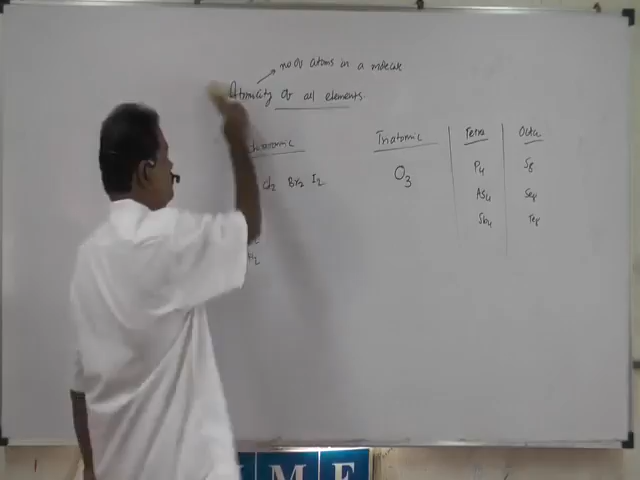 no of atoms in a molecule
Atomicity of all elements.
Triatomic Tetra Octa
Cl2 Br2 I2 O3 P4 S8
As4 Se8
Sb4 Te8
H2
I M E